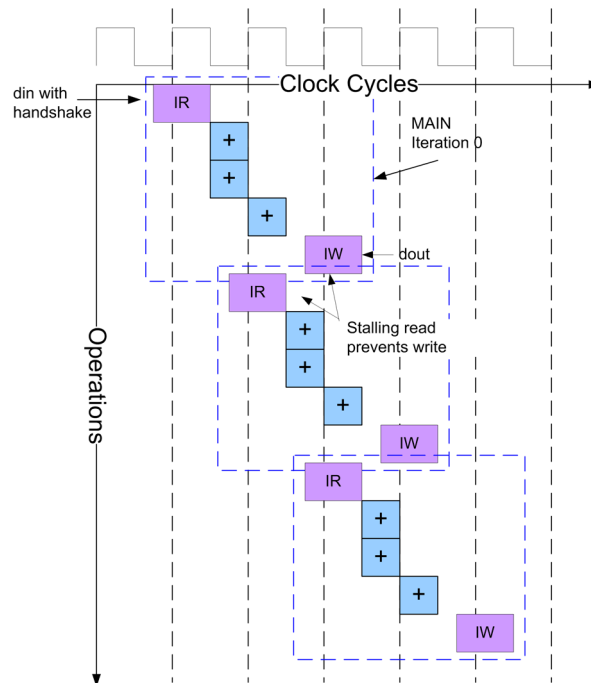 Clock Cycles
din with
handshake
IR
MAIN
Iteration 0
+
+
+
IW
dout
IR
Stalling read
prevents write
+
+
+
Operations
IW
IR
+
+
+
IW